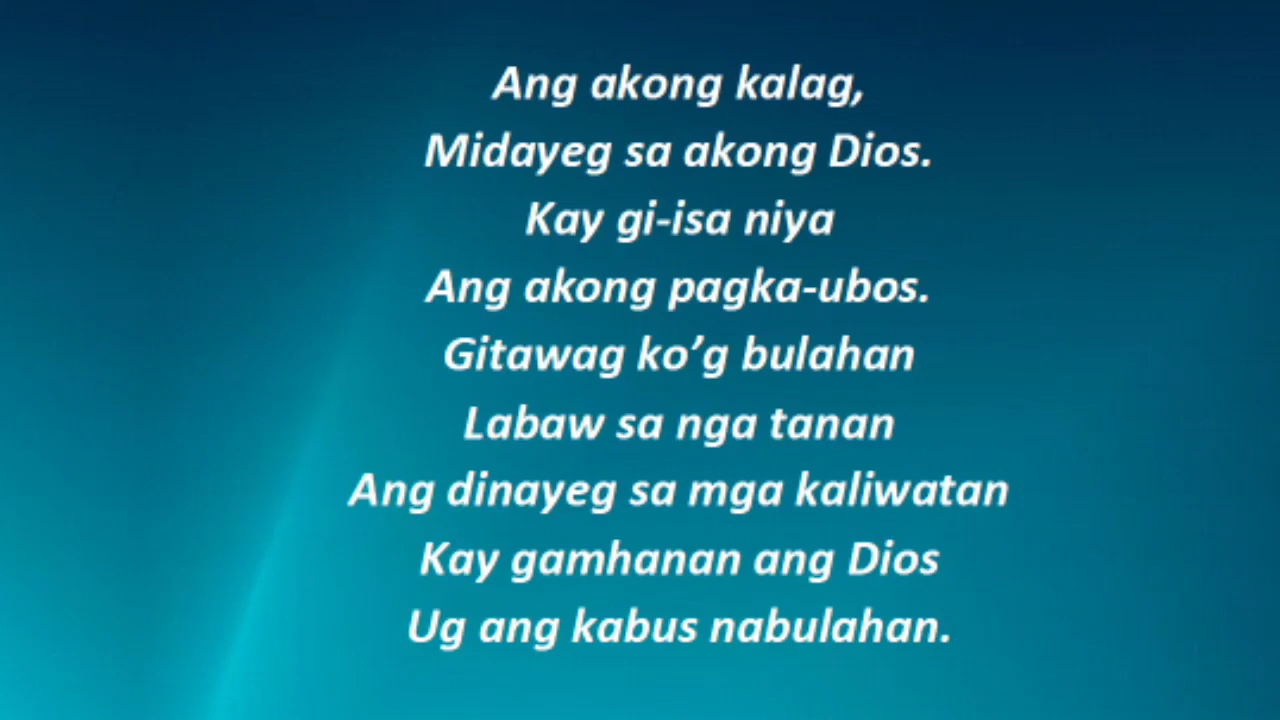 Ang akong kalag,
Midayeg sa akong Dios.
Kay gi-isa niya
Ang akong pagka-ubos.
Gitawag ko’g bulahan
Labaw sa nga tanan
Ang dinayeg sa mga kaliwatan
Kay gamhanan ang Dios
Ug ang kabus nabulahan.